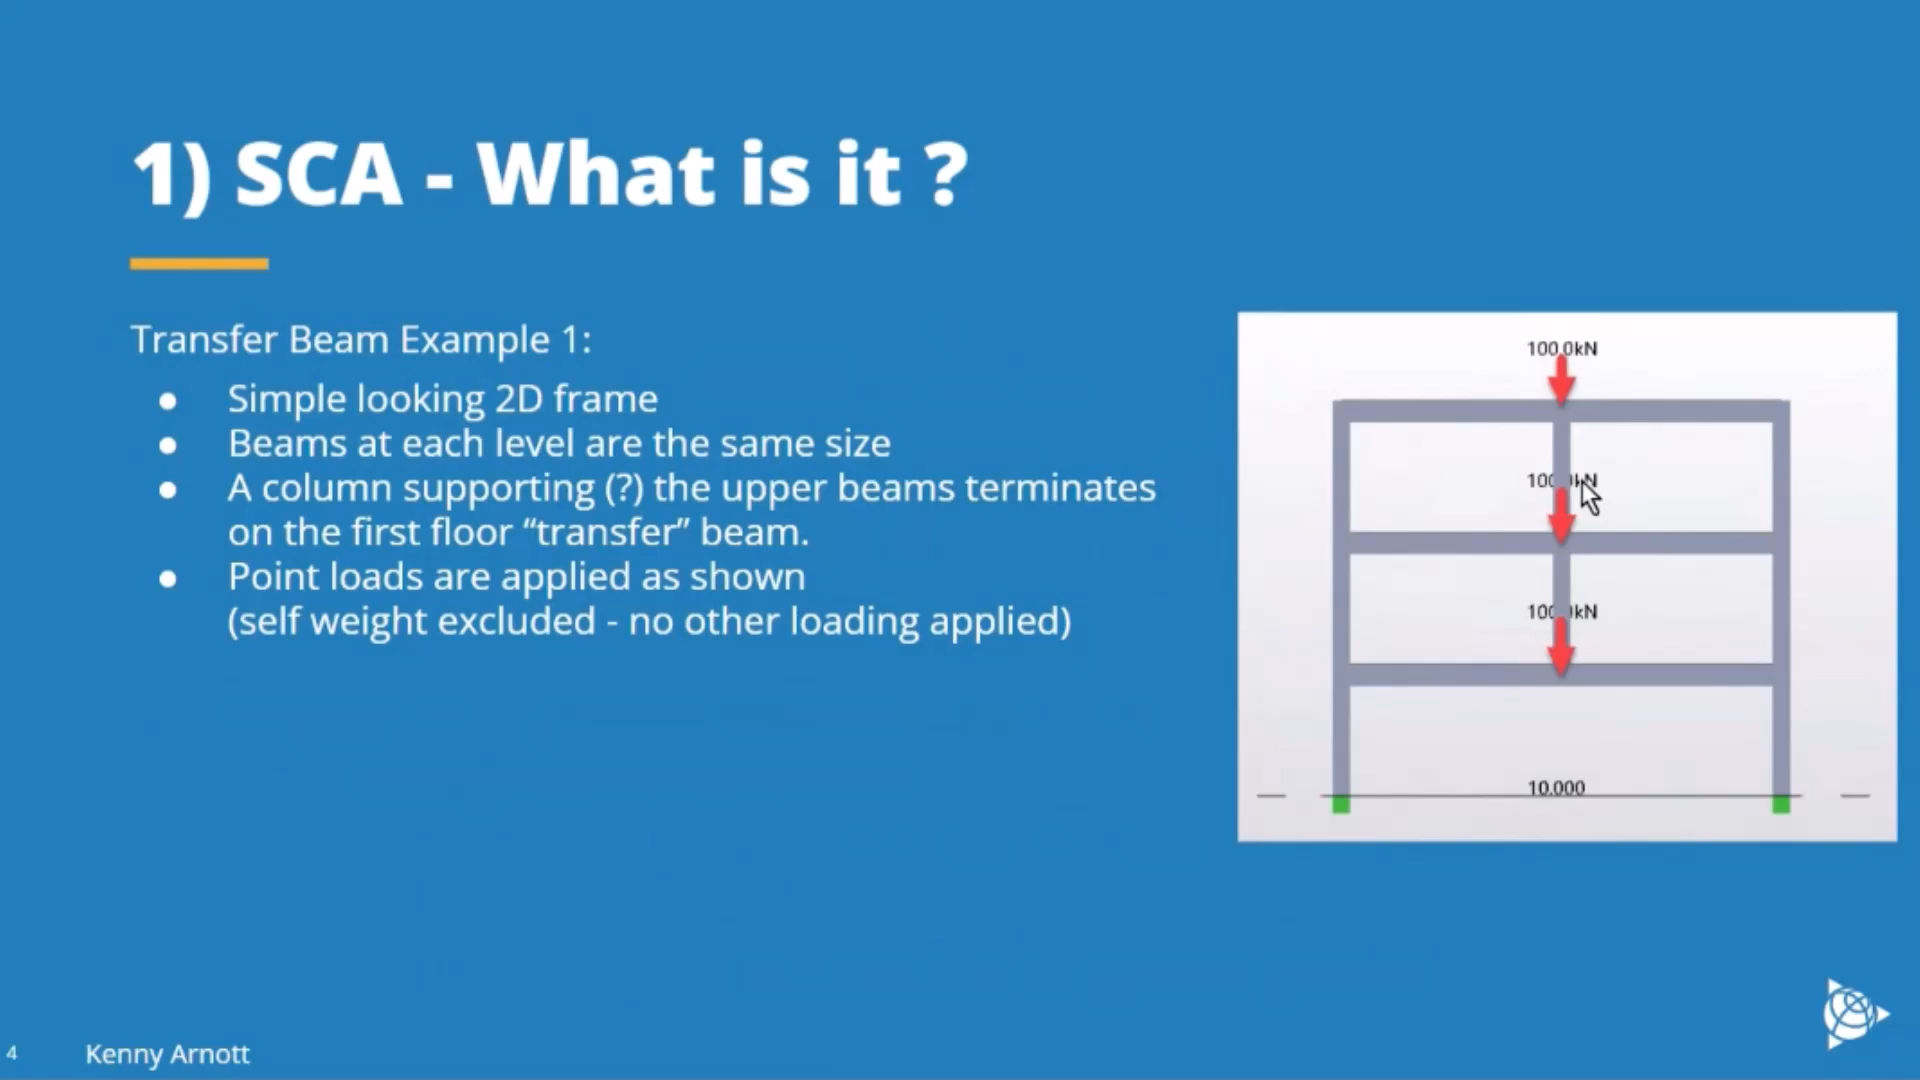 1) SCA - What is it ?
Transfer Beam Example 1:
● Simple looking 2D frame
● Beams at each level are the same size
● A column supporting (?) the upper beams terminates
on the first floor “transfer” beam.
● Point loads are applied as shown
(self weight excluded - no other loading applied)
100.0kN
100.0kN
100.0kN
10.000
4 Kenny Arnott